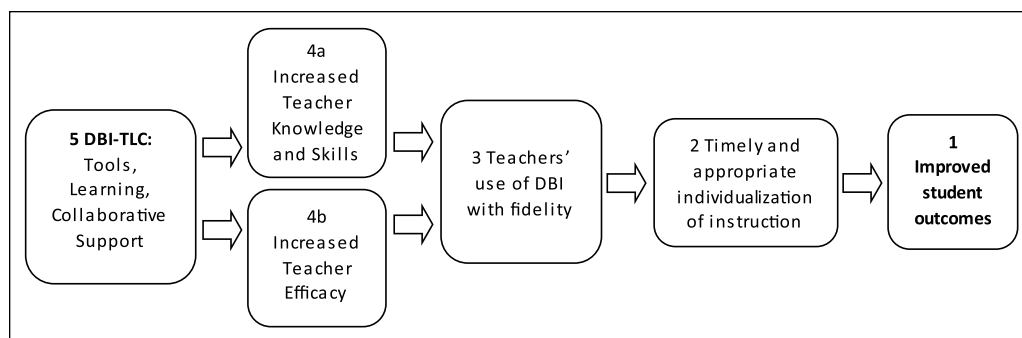 5 DBI-TLC:
Tools,
Learning,
Collaborative
Support
4a
Increased
Teacher
Knowledge
and Skills
4b
Increased
Teacher
Efficacy
3 Teachers’
use of DBI
with fidelity
2 Timely and
appropriate
individualization
of instruction
1
Improved
student
outcomes